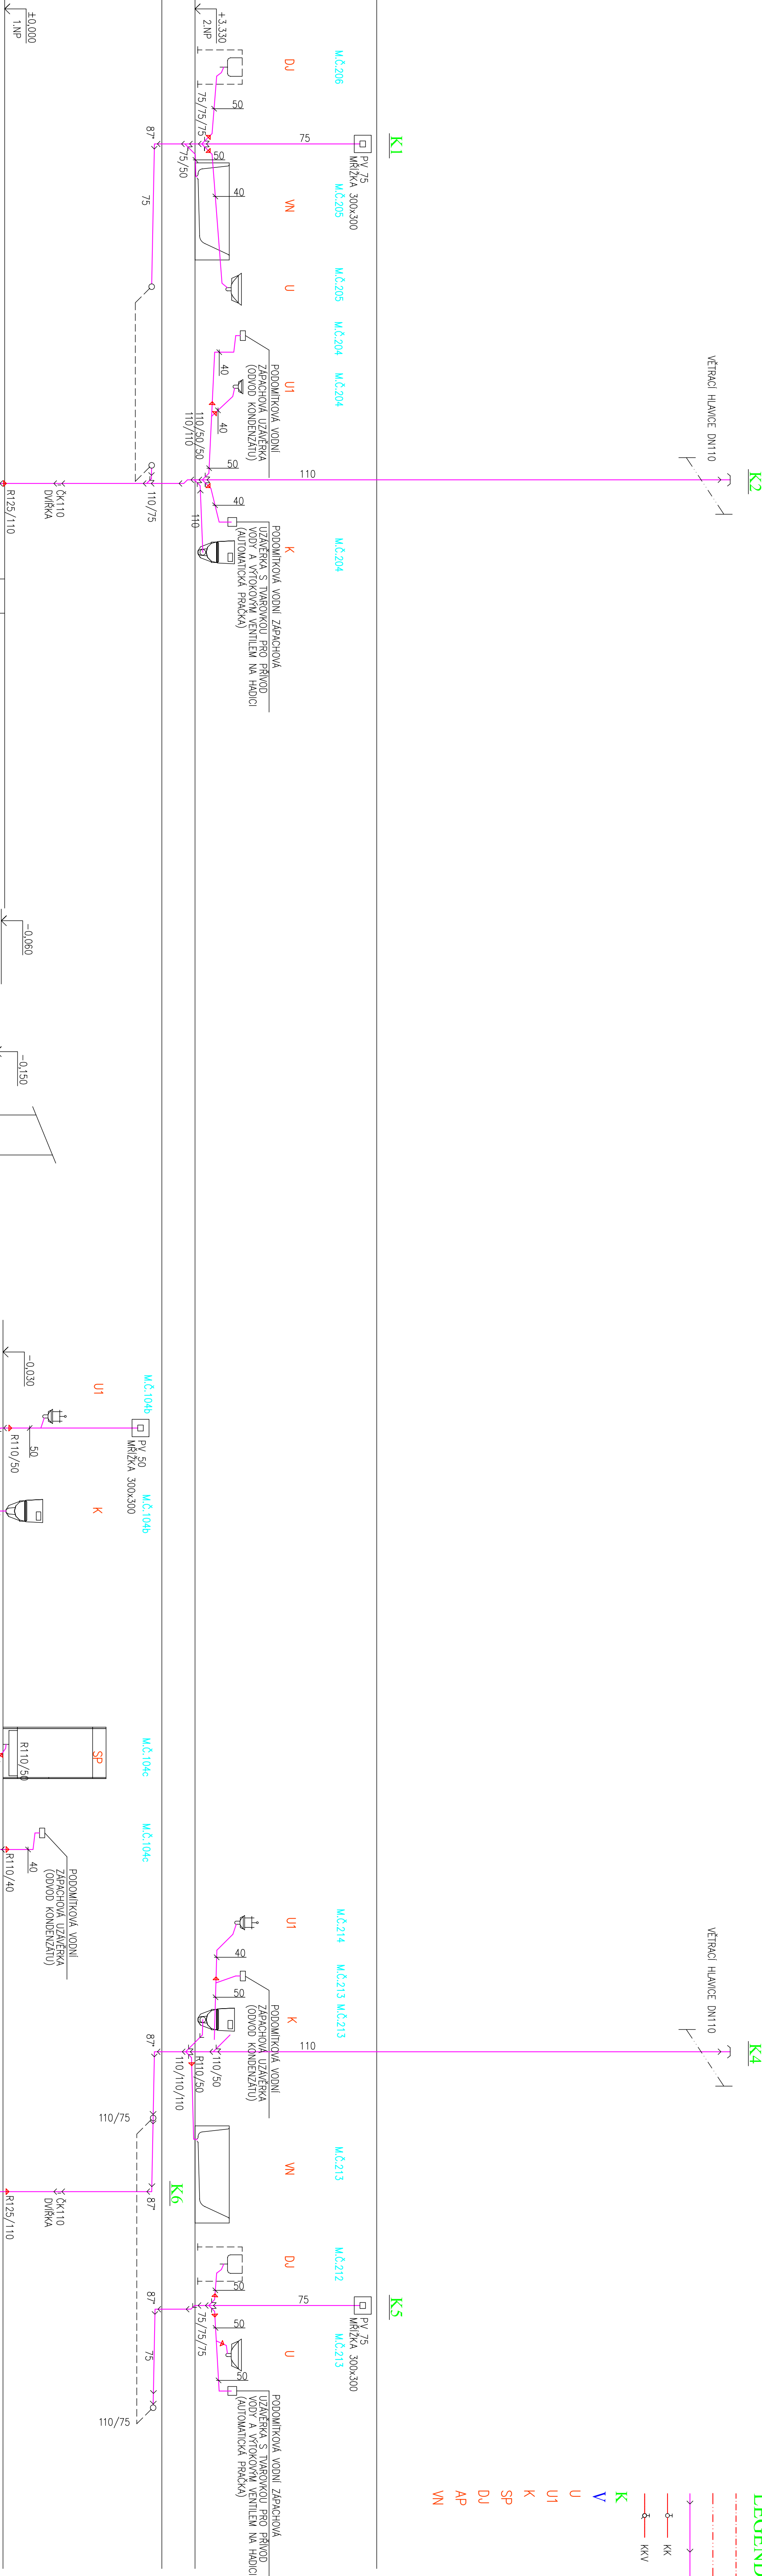 K1
K2
VĚTRACÍ HLAVICE DN110
PV 75
MŘÍŽKA 300x300
75
M.Č.206
M.Č.205
M.Č.205
M.Č.204
M.Č.204
M.Č.204
DJ
VN
U
U1
K
+3,330
2.NP
50
75/75/75
50
75/50
40
PODOMÍTKOVÁ VODNÍ
ZÁPACHOVÁ UZÁVĚRKA
(ODVOD KONDENZÁTU)
40
40
50
110/50/50
110/110
110
40
110
PODOMÍTKOVÁ VODNÍ ZÁPACHOVÁ
UZÁVĚRKA S TVAROVKOU PRO PŘÍVOD
VODY A VÝTOKOVÝM VENTILEM NA HADICI
(AUTOMATICKÁ PRAČKA)
87°
75
110/75
ČK110
DVÍŘKA
R125/110
±0,000
1.NP
-0,060
-0,150
-0,030
M.Č.104b
M.Č.104b
U1
K
PV 50
MŘÍŽKA 300x300
50
R110/50
M.Č.104c
M.Č.104c
SP
R110/50
PODOMÍTKOVÁ VODNÍ
ZÁPACHOVÁ UZÁVĚRKA
(ODVOD KONDENZÁTU)
40
R110/40
K4
VĚTRACÍ HLAVICE DN110
M.Č.214
M.Č.213
M.Č.213
M.Č.213
M.Č.212
M.Č.213
U1
K
VN
DJ
U
110
40
50
PODOMÍTKOVÁ VODNÍ
ZÁPACHOVÁ UZÁVĚRKA
(ODVOD KONDENZÁTU)
110/50
R110/50
110/110/110
87°
110/75
87°
K6
ČK110
DVÍŘKA
R125/110
K5
PV 75
MŘÍŽKA 300x300
75
50
50
50
75/75/75
87°
75
110/75
PODOMÍTKOVÁ VODNÍ ZÁPACHOVÁ
UZÁVĚRKA S TVAROVKOU PRO PŘÍVOD
VODY A VÝTOKOVÝM VENTILEM NA HADICI
(AUTOMATICKÁ PRAČKA)
LEGEND
KK
KKV
K
V
U
U1
K
SP
DJ
AP
VN